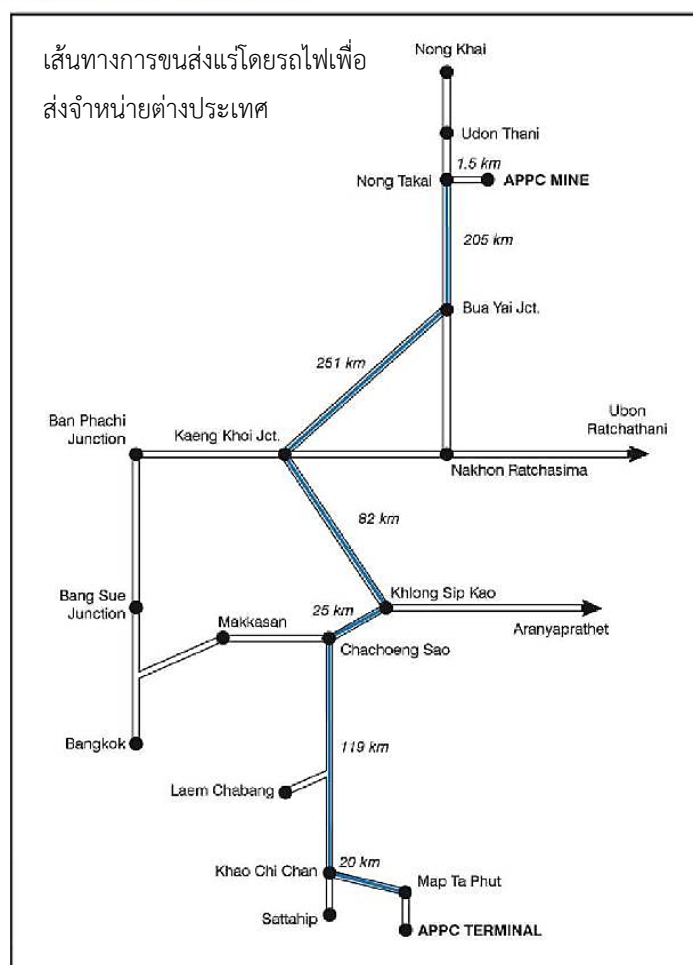 เส้นทางการขนส่งแร่โดยรถไฟเพื่อ
ส่งจำหน่ายต่างประเทศ
Nong Khai
Udon Thani
1.5 km
Nong Takai
APPC MINE
205 km
Bua Yai Jct.
251 km
Ban Phachi
Junction
Kaeng Khoi Jct.
Ubon
Ratchathani
Nakhon Ratchasima
82 km
Khlong Sip Kao
Bang Sue
Junction
25 km
Makkasan
Aranyaprathet
Chachoeng Sao
Bangkok
119 km
Laem Chabang
Khao Chi Chan
20 km
Map Ta Phut
Sattahip
APPC TERMINAL